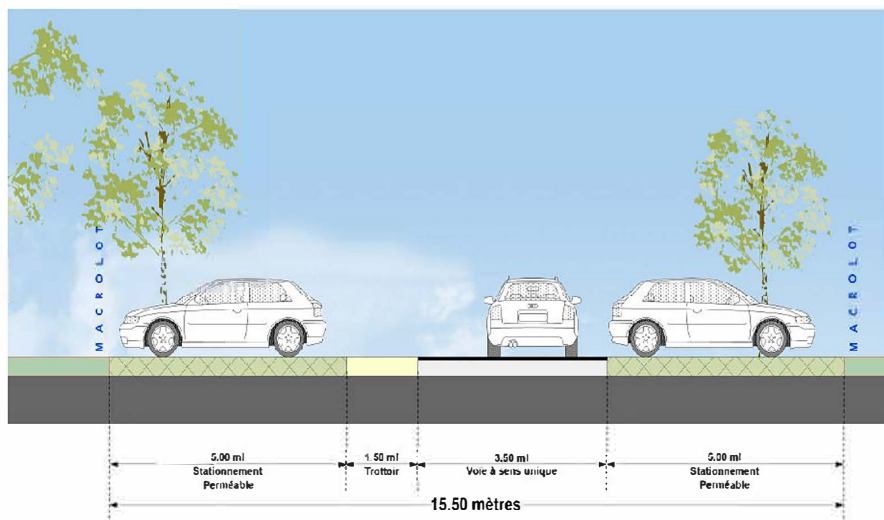 MACROLOT
MACROLOT
5.00 ml
Stationnement
Perméable
1.50 ml
Trottoir
3.50 ml
Voie à sens unique
5.00 ml
Stationnement
Perméable
15.50 mètres